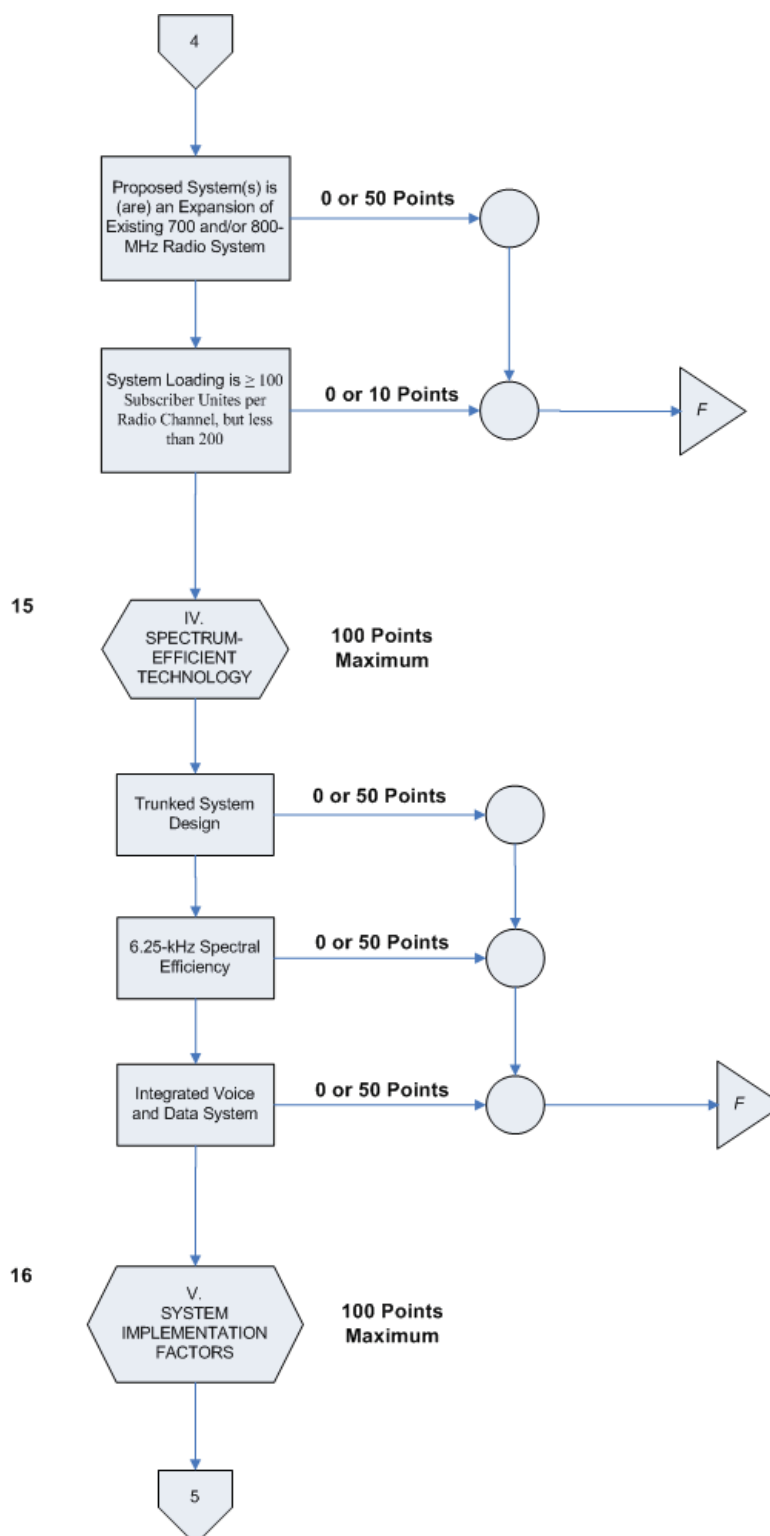 4
Proposed System(s) is
(are) an Expansion of
Existing 700 and/or 800-
MHz Radio System
0 or 50 Points
System Loading is ≥ 100
Subscriber Unites per
Radio Channel, but less
than 200
0 or 10 Points
F
15
IV.
SPECTRUM-
EFFICIENT
TECHNOLOGY
100 Points
Maximum
Trunked System
Design
0 or 50 Points
6.25-kHz Spectral
Efficiency
0 or 50 Points
Integrated Voice
and Data System
0 or 50 Points
F
16
V.
SYSTEM
IMPLEMENTATION
FACTORS
100 Points
Maximum
5